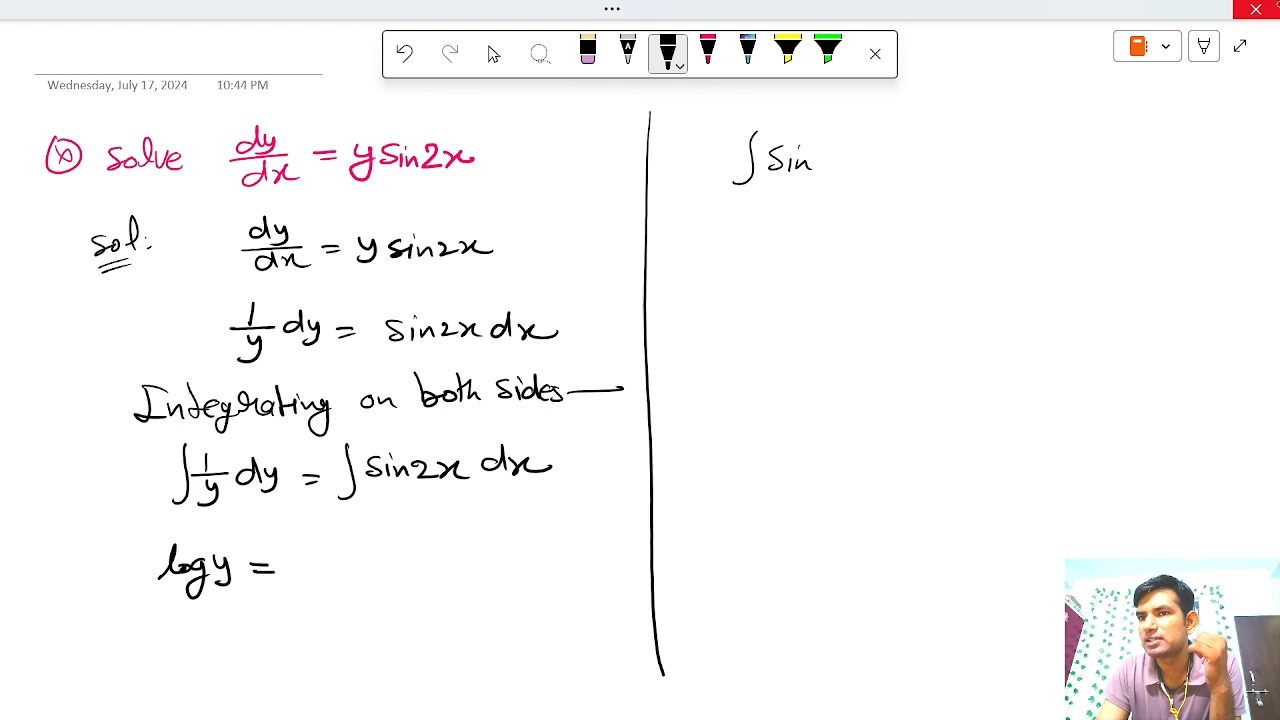 Wednesday, July 17, 2024 10:44 PM
solve dy/dx = y sin2x
sol:
dy/dx = y sin2x
1/y dy = sin2x dx
Integrating on both sides—
∫ 1/y dy = ∫ sin2x dx
log y =
∫ sin